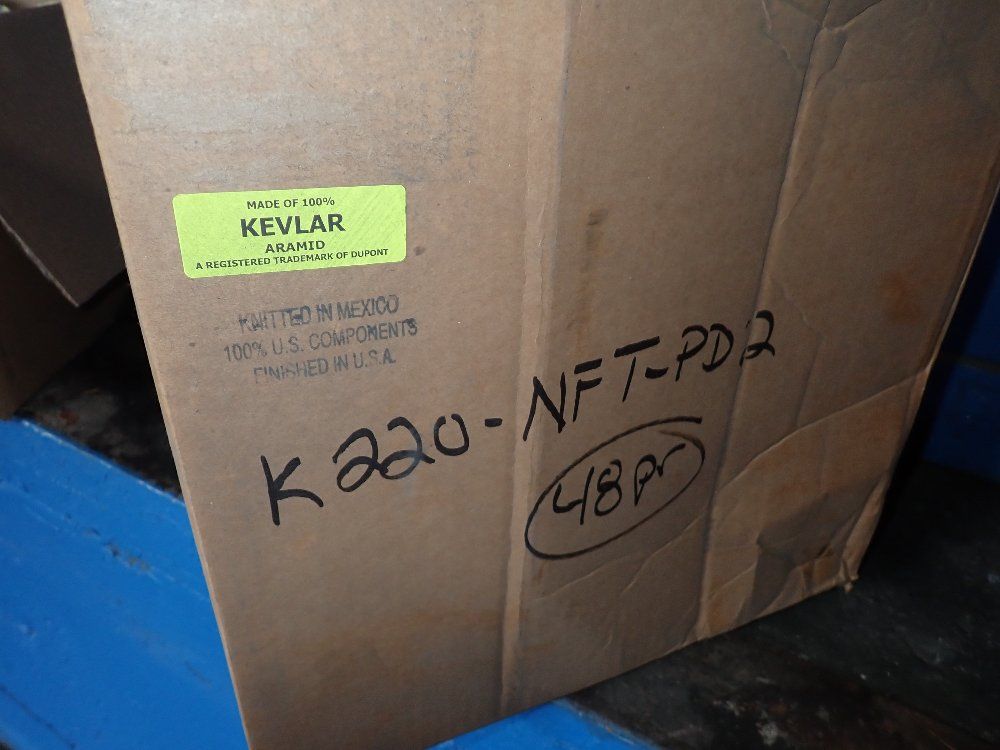 MADE OF 100%
KEVLAR
ARAMID
A REGISTERED TRADEMARK OF DUPONT
KNITTED IN MEXICO
100% U.S. COMPONENTS
FINISHED IN U.S.A.
K220-NFT-PD2
48pr